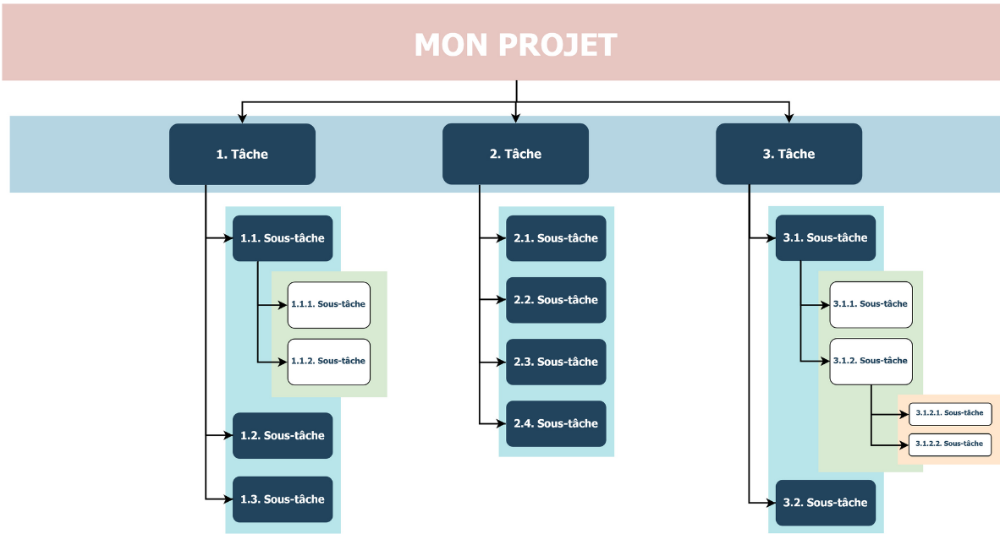 MON PROJET
1. Tâche
2. Tâche
3. Tâche
1.1. Sous-tâche
1.1.1. Sous-tâche
1.1.2. Sous-tâche
1.2. Sous-tâche
1.3. Sous-tâche
2.1. Sous-tâche
2.2. Sous-tâche
2.3. Sous-tâche
2.4. Sous-tâche
3.1. Sous-tâche
3.1.1. Sous-tâche
3.1.2. Sous-tâche
3.1.2.1. Sous-tâche
3.1.2.2. Sous-tâche
3.2. Sous-tâche